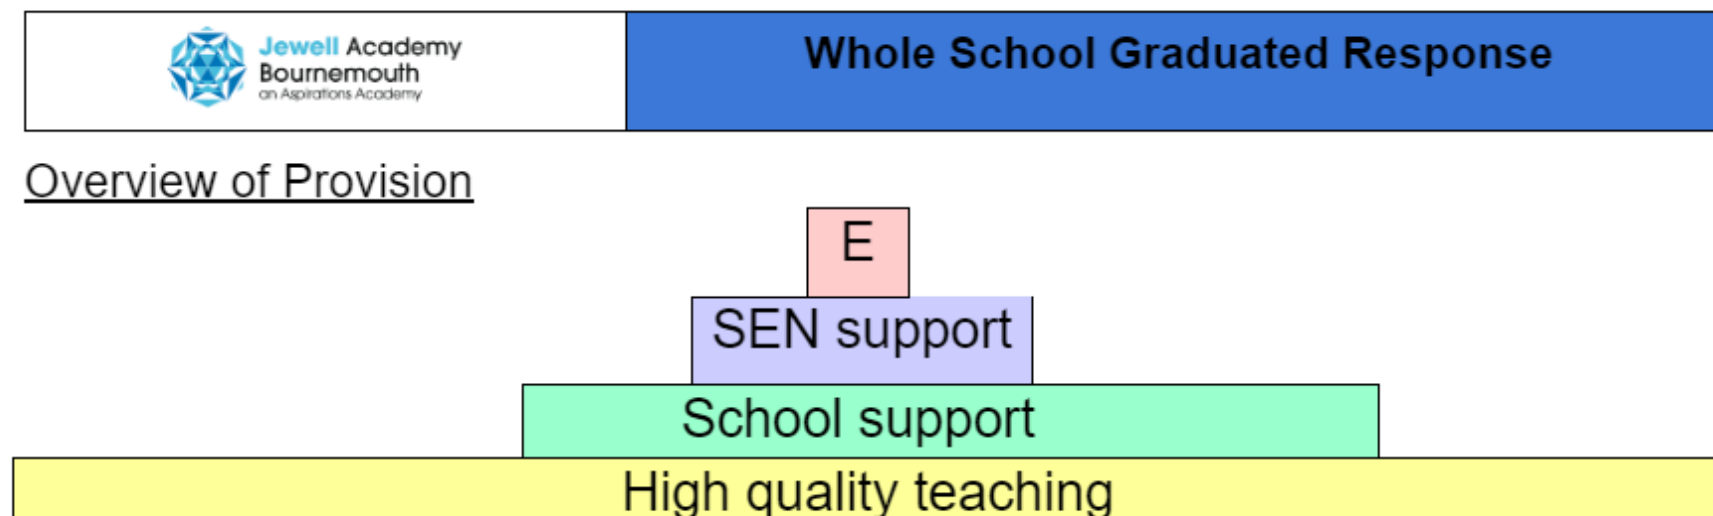 Jewell Academy
Bournemouth
an Aspirations Academy
Whole School Graduated Response
Overview of Provision
E
SEN support
School support
High quality teaching